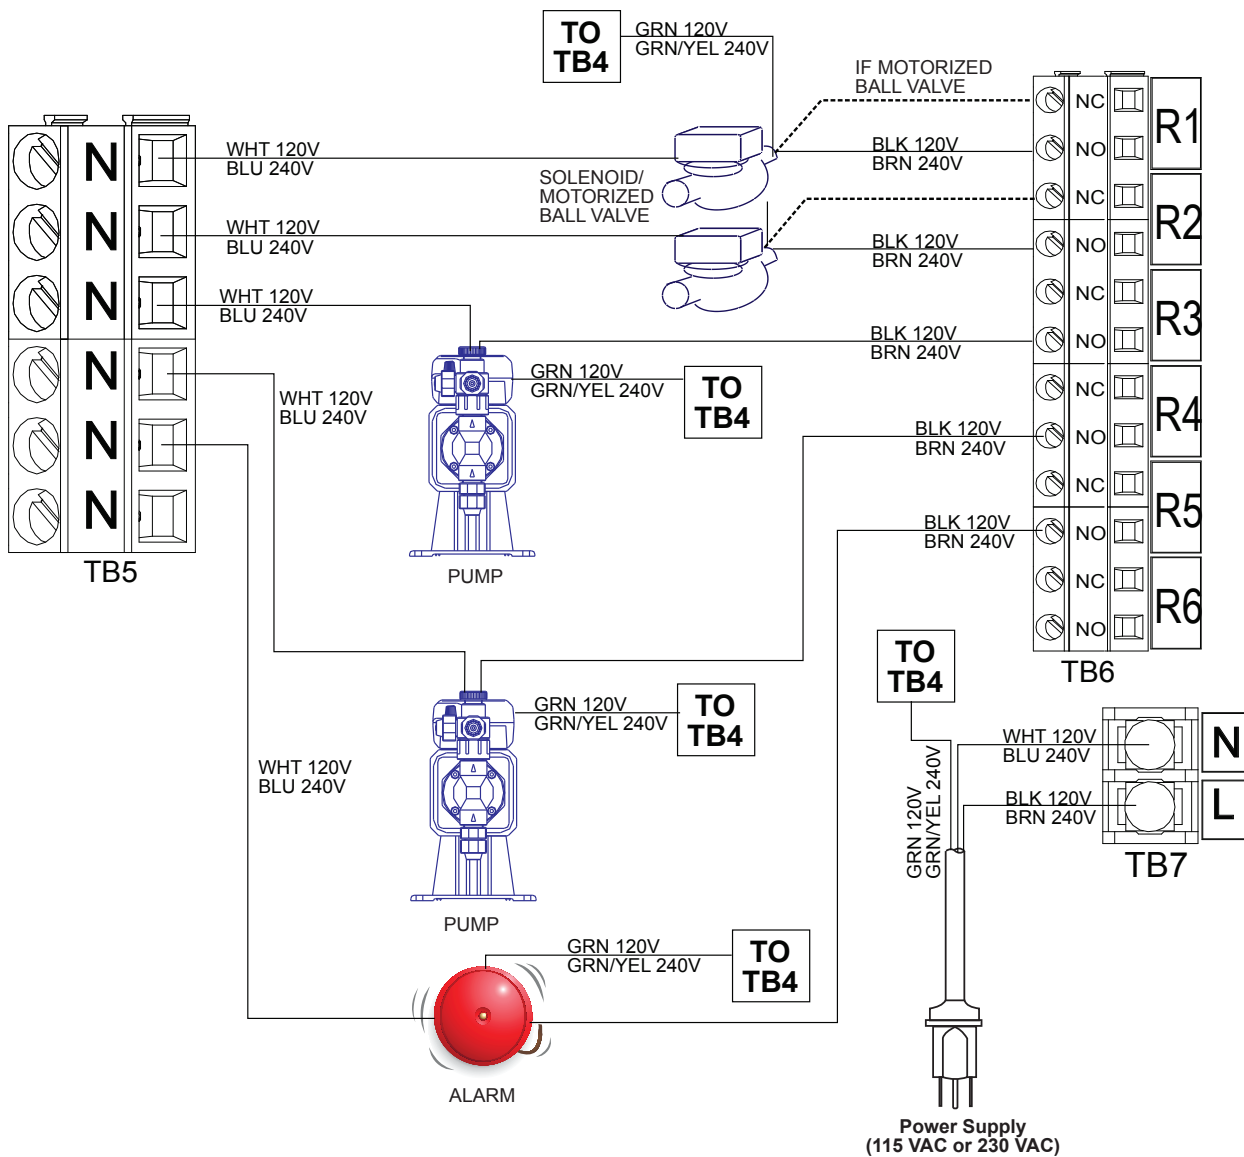 TO
TB4
GRN 120V
GRN/YEL 240V
IF MOTORIZED
BALL VALVE
N
N
N
N
N
N
TB5
WHT 120V
BLU 240V
WHT 120V
BLU 240V
WHT 120V
BLU 240V
WHT 120V
BLU 240V
WHT 120V
BLU 240V
SOLENOID/
MOTORIZED
BALL VALVE
BLK 120V
BRN 240V
BLK 120V
BRN 240V
BLK 120V
BRN 240V
BLK 120V
BRN 240V
BLK 120V
BRN 240V
NC
NO
NC
NO
NC
NO
NC
NO
NC
NO
NC
NO
R1
R2
R3
R4
R5
R6
TB6
GRN 120V
GRN/YEL 240V
TO
TB4
PUMP
GRN 120V
GRN/YEL 240V
TO
TB4
PUMP
GRN 120V
GRN/YEL 240V
TO
TB4
ALARM
TO
TB4
GRN 120V
GRN/YEL 240V
WHT 120V
BLU 240V
BLK 120V
BRN 240V
N
L
TB7
Power Supply
(115 VAC or 230 VAC)